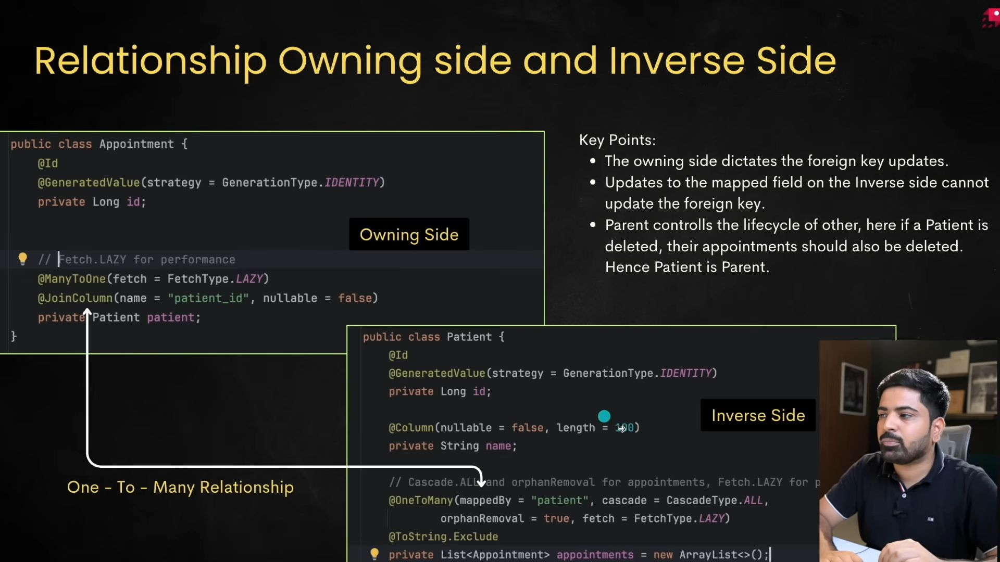 Relationship Owning side and Inverse Side
public class Appointment {
@Id
@GeneratedValue(strategy = GenerationType.IDENTITY)
private Long id;
Owning Side
// Fetch.LAZY for performance
@ManyToOne(fetch = FetchType.LAZY)
@JoinColumn(name = "patient_id", nullable = false)
private Patient patient;
}
Key Points:
• The owning side dictates the foreign key updates.
• Updates to the mapped field on the Inverse side cannot
update the foreign key.
• Parent controlls the lifecycle of other, here if a Patient is
deleted, their appointments should also be deleted.
Hence Patient is Parent.
public class Patient {
@Id
@GeneratedValue(strategy = GenerationType.IDENTITY)
private Long id;
Inverse Side
@Column(nullable = false, length = 100)
private String name;
// Cascade.ALL and orphanRemoval for appointments, Fetch.LAZY for
@OneToMany(mappedBy = "patient", cascade = CascadeType.ALL,
orphanRemoval = true, fetch = FetchType.LAZY)
@ToString.Exclude
private List<Appointment> appointments = new ArrayList<>();
One - To - Many Relationship